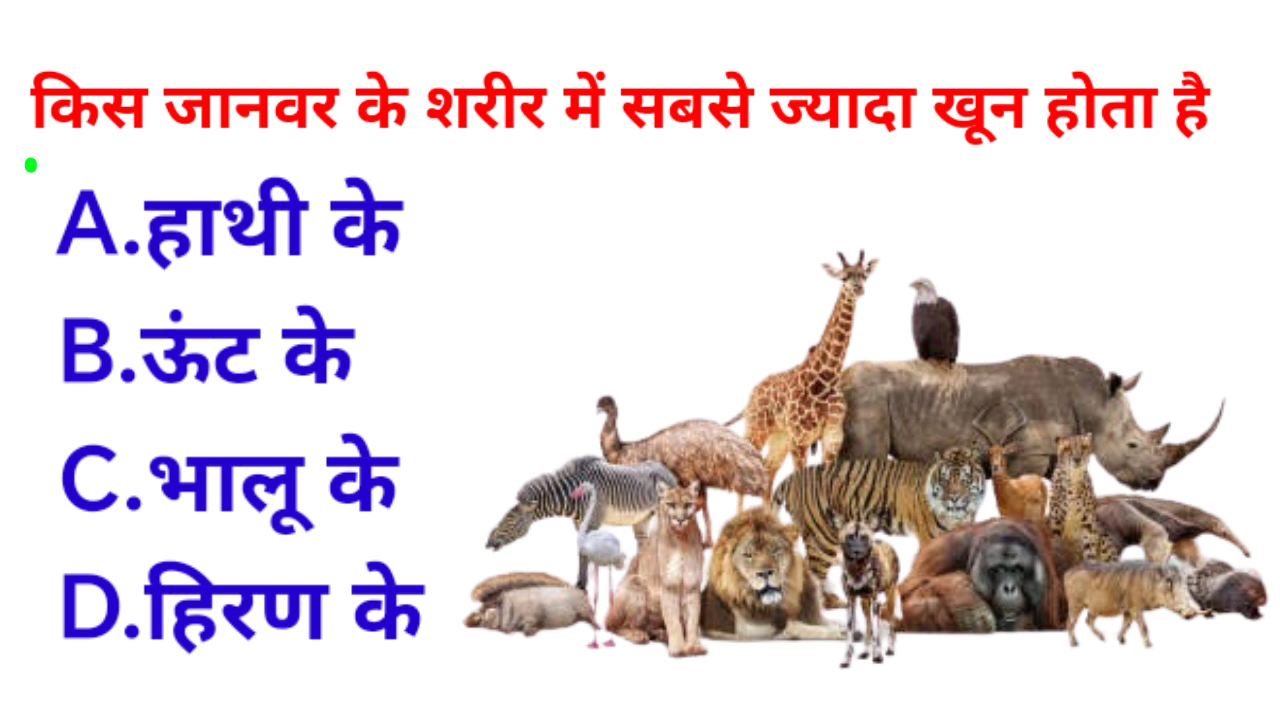 किस जानवर के शरीर में सबसे ज्यादा खून होता है
A.हाथी के
B.ऊंट के
C.भालू के
D.हिरण के